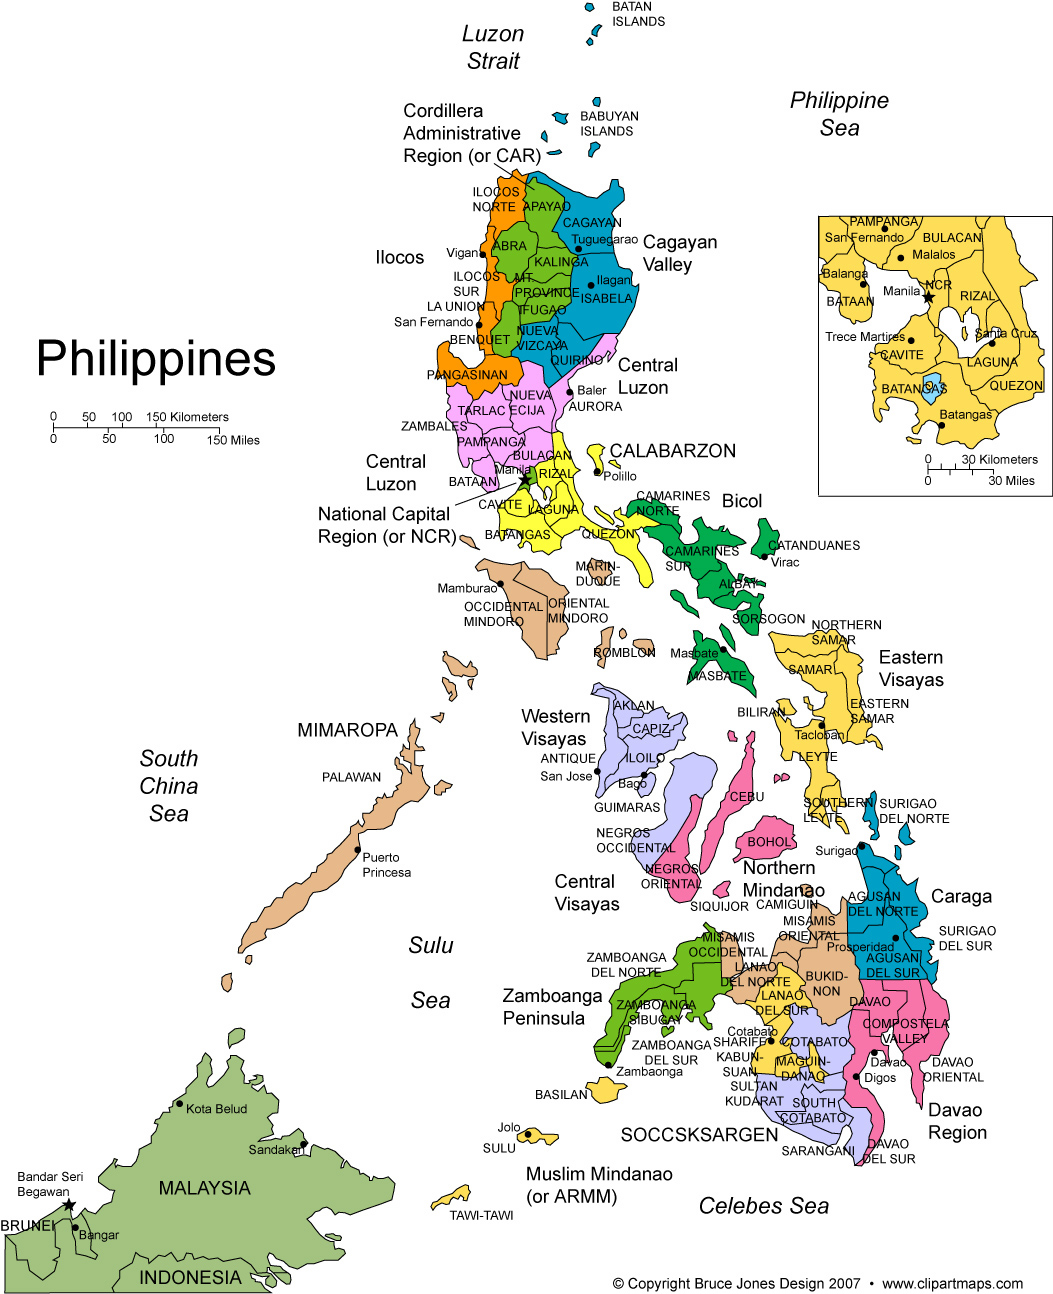 BATAN
ISLANDS
Luzon
Strait
Philippine
Sea
Cordillera
Administrative
Region (or CAR)
BABUYAN
ISLANDS
ILOCOS
NORTE
APAYAO
CAGAYAN
Tuguegarao
Cagayan
Valley
Ilocos
Vigan
ABRA
KALINGA
ILOCOS
SUR
MT.
PROVINCE
Ilagan
ISABELA
LA UNION
IFUGAO
San Fernando
BENQUET
NUEVA
VIZCAYA
QUIRINO
Philippines
PANGASINAN
Central
Luzon
NUEVA
ECIJA
Baler
AURORA
TARLAC
ZAMBALES
PAMPANGA
BULACAN
CALABARZON
0 50 100 150 Kilometers
0 50 100 150 Miles
Central
Luzon
Manila
BATAAN
RIZAL
Polillo
National Capital
Region (or NCR)
CAVITE
LAGUNA
BATANGAS
QUEZON
CAMARINES
NORTE
Bicol
CAMARINES
SUR
CATANDUANES
Virac
ALBAY
SORSOGON
Masbate
MASBATE
PAMPANGA
San Fernando
BULACAN
Malalos
Balanga
BATAAN
Manila
NCR
RIZAL
Trece Martires
Santa Cruz
CAVITE
LAGUNA
BATANGAS
QUEZON
Batangas
0 30 Kilometers
0 30 Miles
MARIN-
DUQUE
Mamburao
OCCIDENTAL
MINDORO
ORIENTAL
MINDORO
ROMBLON
NORTHERN
SAMAR
SAMAR
Eastern
Visayas
EASTERN
SAMAR
BILIRAN
Tacloban
LEYTE
SOUTHERN
LEYTE
MIMAROPA
PALAWAN
Puerto
Princesa
South
China
Sea
Western
Visayas
AKLAN
CAPIZ
ANTIQUE
San Jose
ILOILO
Bago
GUIMARAS
NEGROS
OCCIDENTAL
CEBU
BOHOL
NEGROS
ORIENTAL
Central
Visayas
SIQUIJOR
SURIGAO
DEL NORTE
Surigao
Northern
Mindanao
CAMIGUIN
AGUSAN
DEL NORTE
Caraga
MISAMIS
ORIENTAL
Prosperidad
SURIGAO
DEL SUR
AGUSAN
DEL SUR
Sulu
Sea
MISAMIS
OCCIDENTAL
ZAMBOANGA
DEL NORTE
LANAO
DEL NORTE
BUKID-
NON
LANAO
DEL SUR
Zamboanga
Peninsula
ZAMBOANGA
SIBUGAY
ZAMBOANGA
DEL SUR
DAVAO
COMPOSTELA
VALLEY
Cotabato
SHARIFF
KABUN-
SUAN
COTABATO
MAGUIN-
DANAO
Davao
Digos
DAVAO
ORIENTAL
Zambaonga
BASILAN
SULTAN
KUDARAT
SOUTH
COTABATO
Davao
Region
SOCCSKSARGEN
SARANGANI
DAVAO
DEL SUR
Jolo
SULU
Muslim Mindanao
(or ARMM)
TAWI-TAWI
Celebes Sea
Kota Belud
Sandakan
MALAYSIA
Bandar Seri
Begawan
BRUNEI
Bangar
INDONESIA
© Copyright Bruce Jones Design 2007 • www.clipartmaps.com